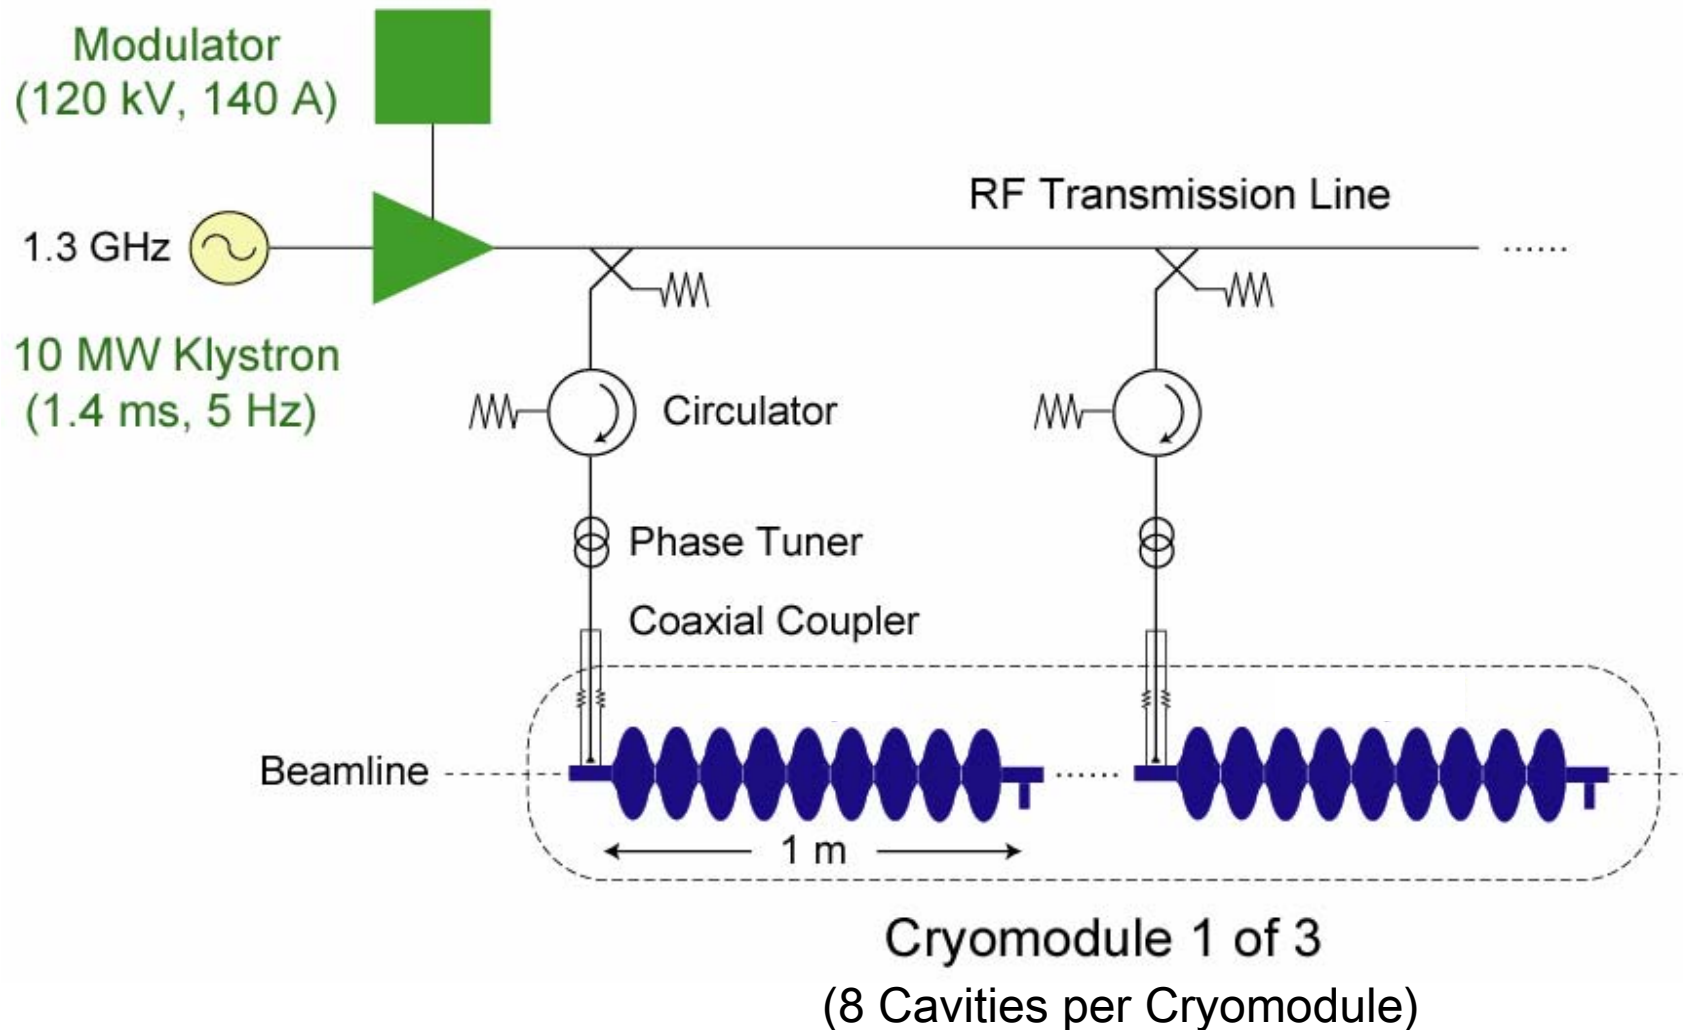 Modulator
(120 kV, 140 A)
RF Transmission Line
1.3 GHz
......
10 MW Klystron
(1.4 ms, 5 Hz)
Circulator
Phase Tuner
Coaxial Coupler
Beamline
......
1 m
Cryomodule 1 of 3
(8 Cavities per Cryomodule)